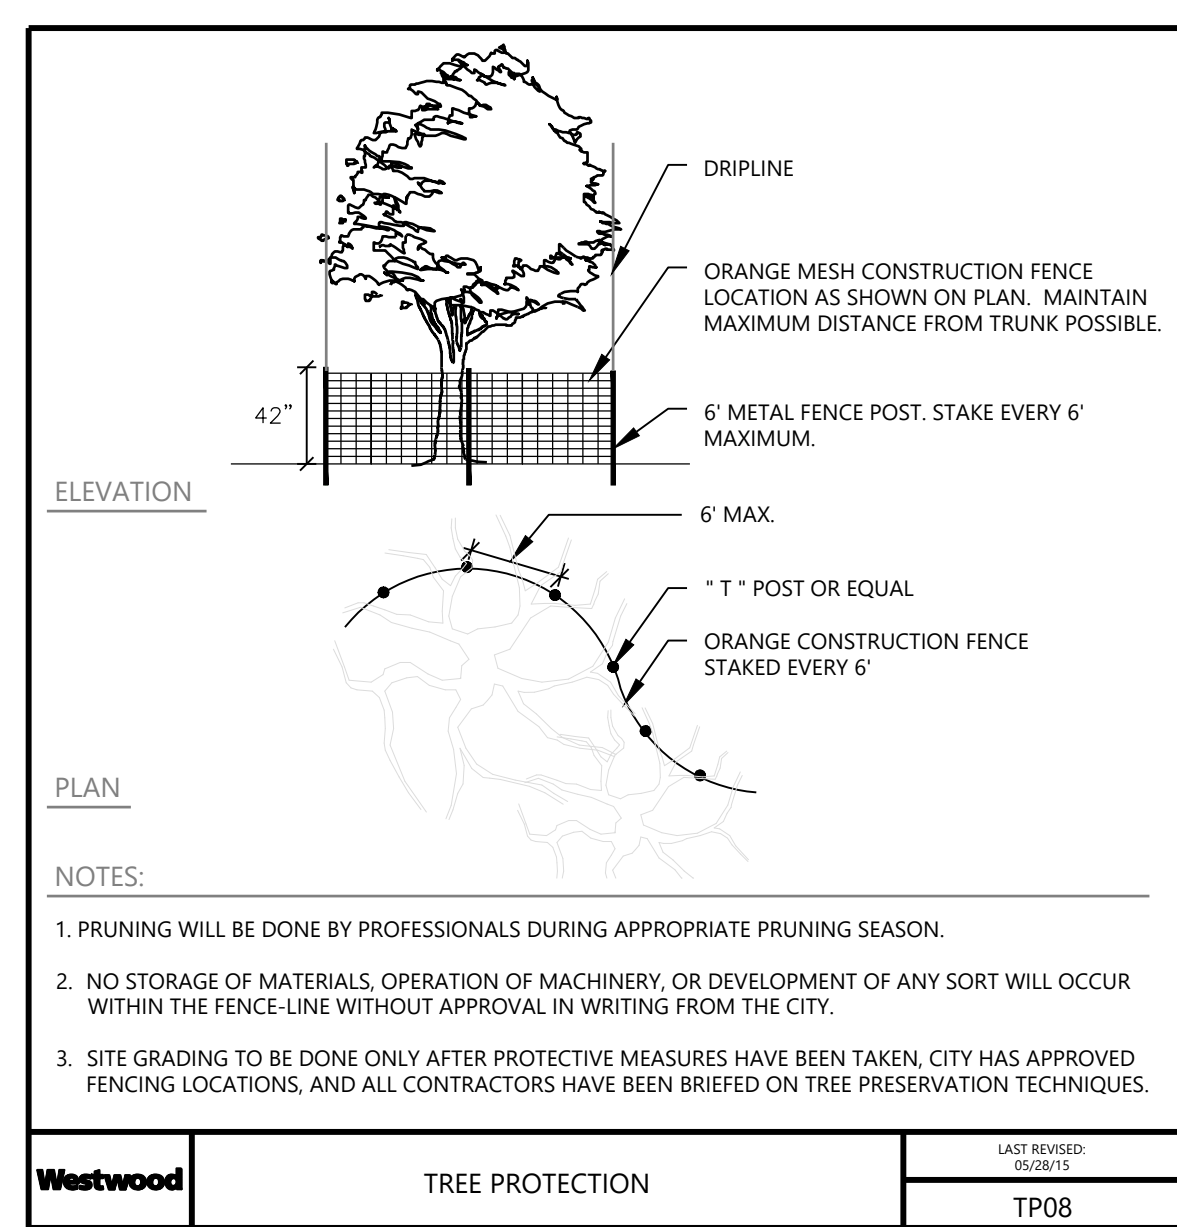 DRIPLINE
ORANGE MESH CONSTRUCTION FENCE
LOCATION AS SHOWN ON PLAN.  MAINTAIN
MAXIMUM DISTANCE FROM TRUNK POSSIBLE.
42"
6' METAL FENCE POST. STAKE EVERY 6'
MAXIMUM.
ELEVATION
6' MAX.
" T " POST OR EQUAL
ORANGE CONSTRUCTION FENCE
STAKED EVERY 6'
PLAN
NOTES:
1. PRUNING WILL BE DONE BY PROFESSIONALS DURING APPROPRIATE PRUNING SEASON.
2.  NO STORAGE OF MATERIALS, OPERATION OF MACHINERY, OR DEVELOPMENT OF ANY SORT WILL OCCUR
WITHIN THE FENCE-LINE WITHOUT APPROVAL IN WRITING FROM THE CITY.
3.  SITE GRADING TO BE DONE ONLY AFTER PROTECTIVE MEASURES HAVE BEEN TAKEN, CITY HAS APPROVED
FENCING LOCATIONS, AND ALL CONTRACTORS HAVE BEEN BRIEFED ON TREE PRESERVATION TECHNIQUES.
Westwood
TREE PROTECTION
LAST REVISED:
05/28/15
TP08